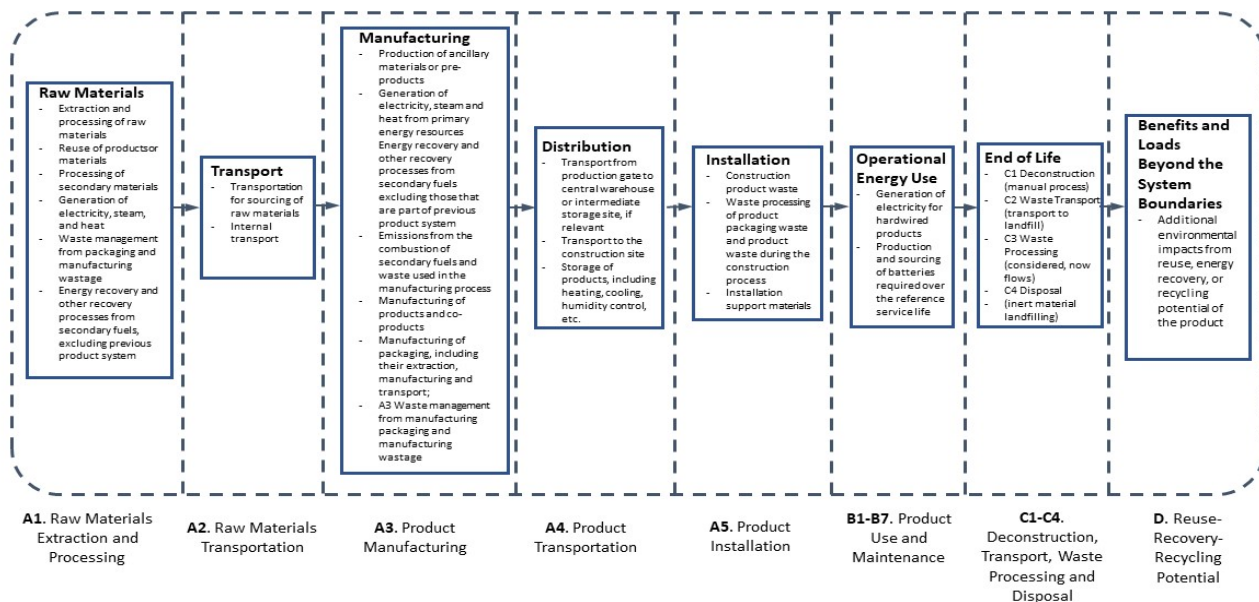 Raw Materials
- Extraction and
processing of raw
materials
- Reuse of productsor
materials
- Processing of
secondary materials
- Generation of
electricity, steam,
and heat
- Waste management
from packaging and
manufacturing
wastage
- Energy recovery and
other recovery
processes from
secondary fuels,
excluding previous
product system
Transport
- Transportation
for sourcing of
raw materials
- Internal
transport
Manufacturing
- Production of ancillary
materials or pre-
products
- Generation of
electricity, steam and
heat from primary
energy resources
Energy recovery and
other recovery
processes from
secondary fuels
excluding those that
are part of previous
product system
- Emissions from the
combustion of
secondary fuels and
waste used in the
manufacturing process
- Manufacturing of
products and co-
products
- Manufacturing of
packaging, including
their extraction,
manufacturing and
transport;
- A3 Waste management
from manufacturing
packaging and
manufacturing
wastage
Distribution
- Transport from
production gate to
central warehouse
or intermediate
storage site, if
relevant
- Transport to the
construction site
- Storage of
products, including
heating, cooling,
humidity control,
etc.
Installation
- Construction
product waste
- Waste processing
of product
packaging waste
and product
waste during the
construction
process
- Installation
support materials
Operational
Energy Use
- Generation of
electricity for
hardwired
products
- Production
and sourcing of
batteries
required over
the reference
service life
End of Life
- C1 Deconstruction
(manual process)
- C2 Waste Transport
(transport to
landfill)
- C3 Waste
Processing
(considered, now
flows)
- C4 Disposal
- (inert material
landfilling)
Benefits and
Loads
Beyond the
System
Boundaries
- Additional
environmental
impacts from
reuse, energy
recovery, or
recycling
potential of
the product
A1. Raw Materials
Extraction and
Processing
A2. Raw Materials
Transportation
A3. Product
Manufacturing
A4. Product
Transportation
A5. Product
Installation
B1-B7. Product
Use and
Maintenance
C1-C4.
Deconstruction,
Transport, Waste
Processing and
Disposal
D. Reuse-
Recovery-
Recycling
Potential